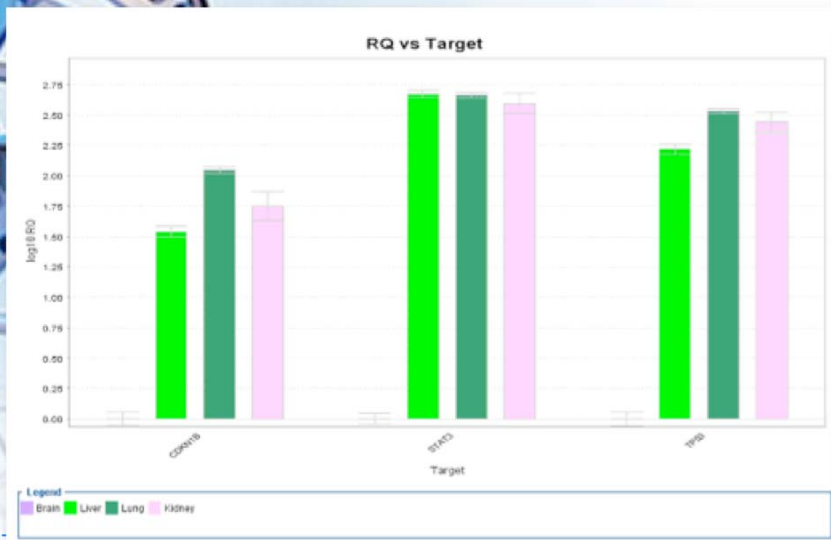 RQ vs Target
2.75
2.50
2.25
2.00
1.75
1.50
1.25
1.00
0.75
0.50
0.25
0.00
log10 RQ
CDKN1B
STAT3
TP53
Target
Legend
Brain Liver Lung Kidney